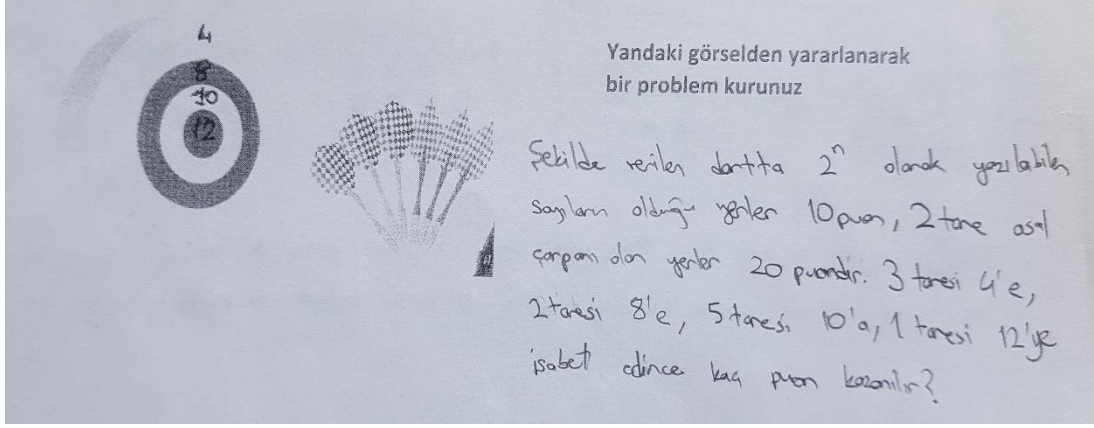 4
8
10
12
Yandaki görselden yararlanarak
bir problem kurunuz
Şekilde verilen dartta 2ⁿ olarak yazılabilen
sayıların olduğu yerler 10 puan, 2 tane asal
çarpanı olan yerler 20 puandır. 3 tanesi 4'e,
2 tanesi 8'e, 5 tanesi 10'a, 1 tanesi 12'ye
isabet edince kaç puan kazanılır?